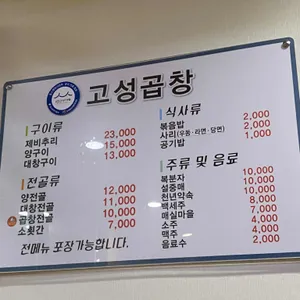 고성곱창
구이류
제비추리 23,000
양구이 15,000
대창구이 13,000
전골류
양전골 12,000
대창전골 11,000
곱창전골 10,000
소쇳간 7,000
전메뉴 포장가능합니다.
식사류
볶음밥 2,000
사리(우동·라면·당면) 2,000
공기밥 1,000
주류 및 음료
복분자 10,000
설중매 10,000
천년약속 10,000
백세주 8,000
매실마을 7,000
소주 4,000
맥주 4,000
음료수 2,000